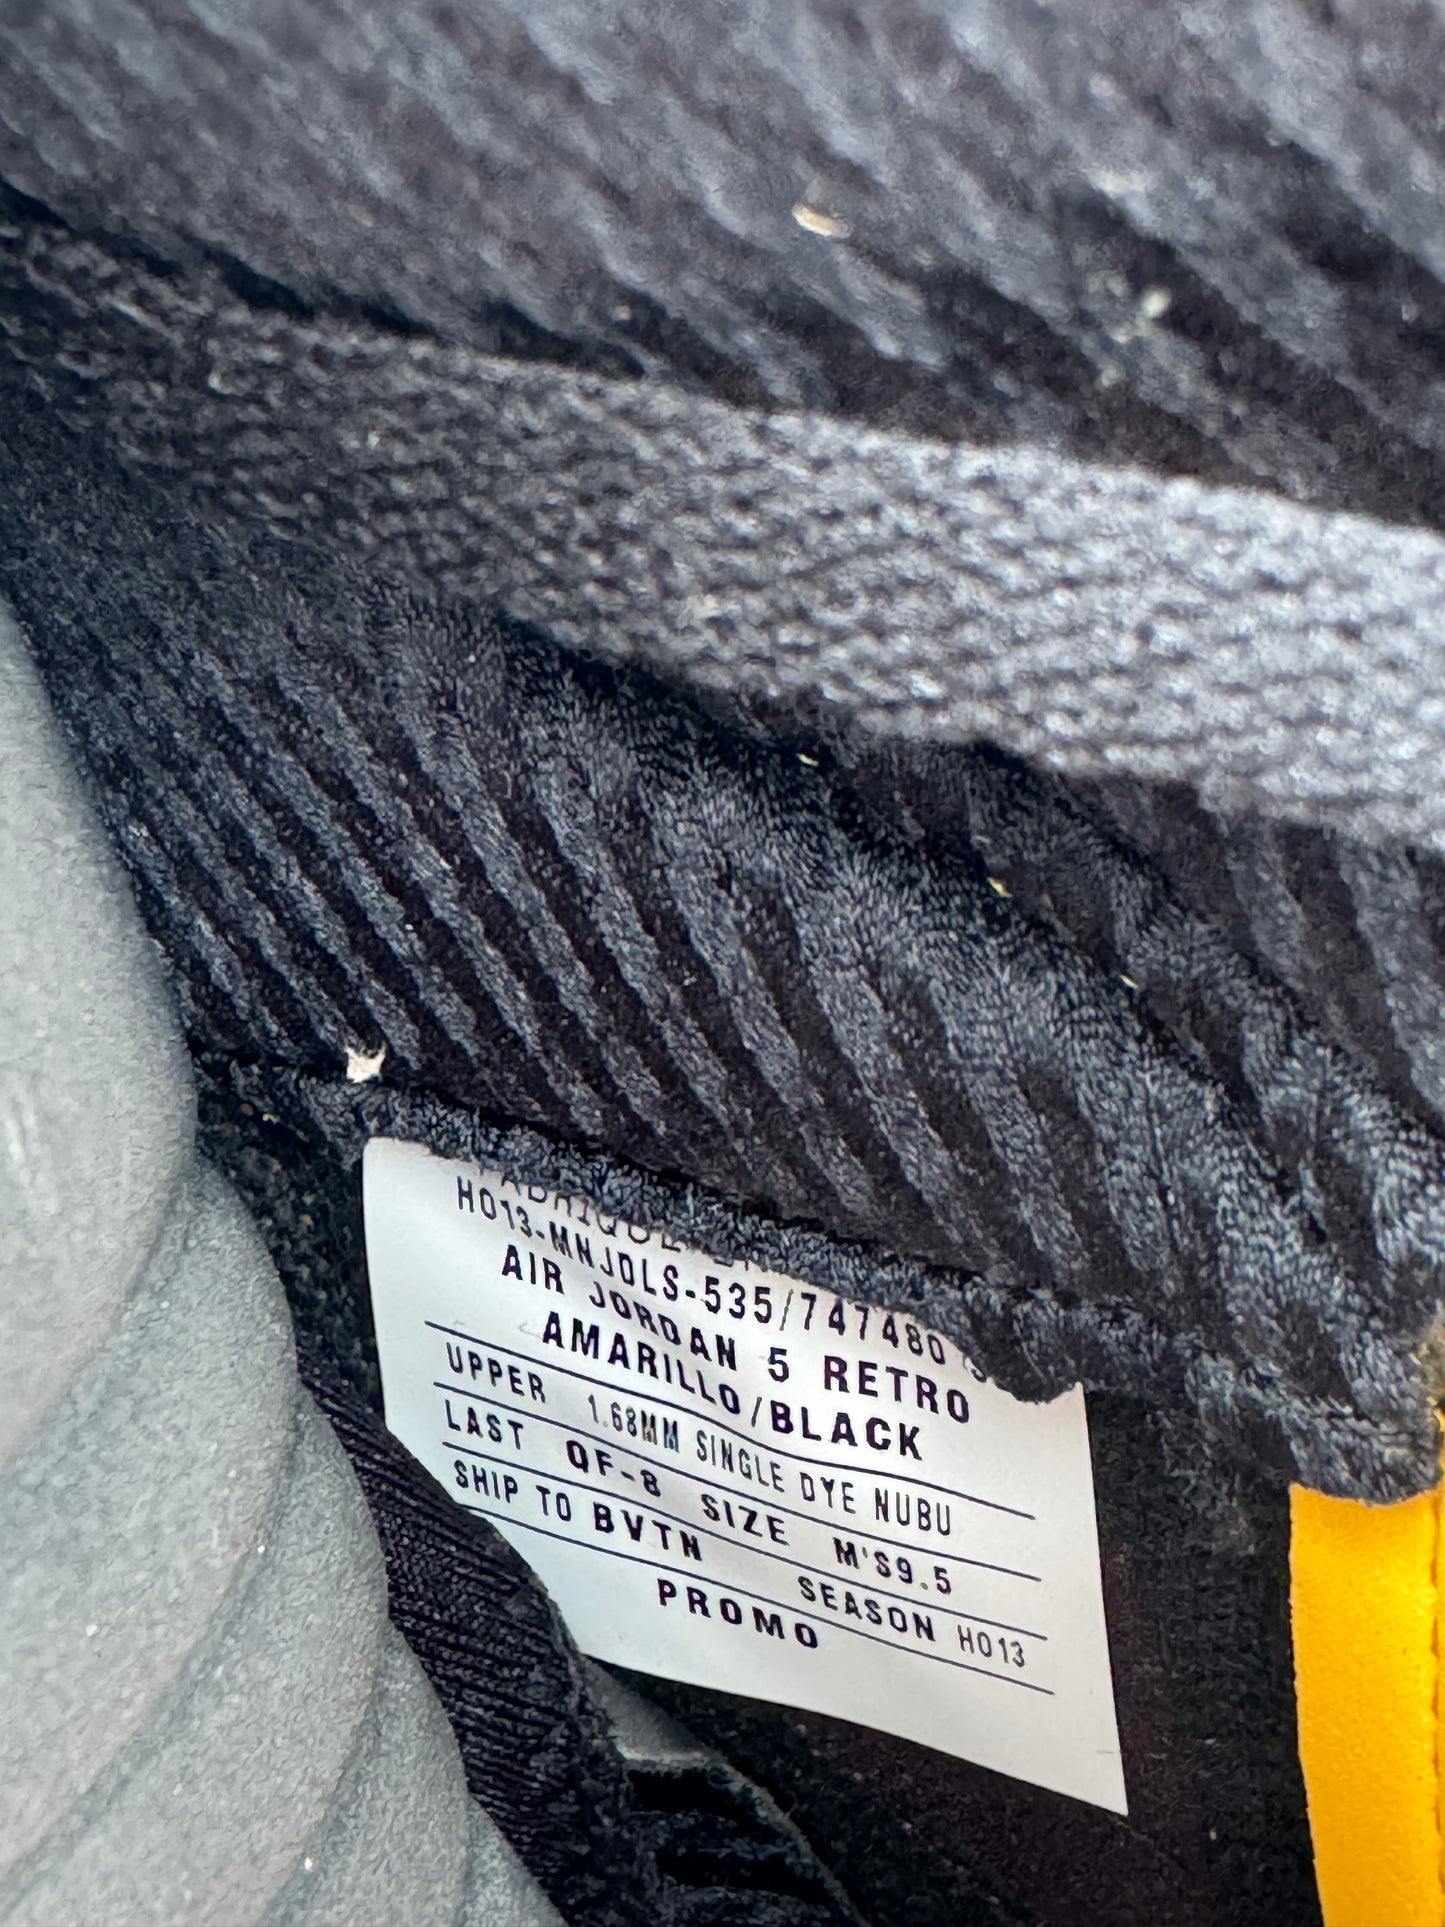 H013-MNJDLS-535/747480
AIR JORDAN 5 RETRO
AMARILLO/BLACK
UPPER 1.68MM SINGLE DYE NUBU
LAST QF-8 SIZE M'S9.5
SHIP TO BVTN SEASON H013
PROMO